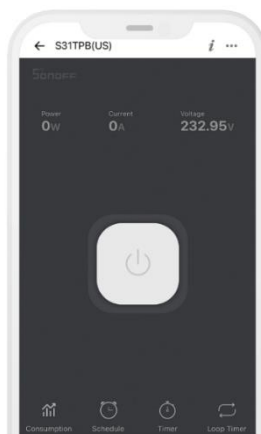 S31TPB(US)
SonoFF
Power Current Voltage
0W 0A 232.95V
Consumption Schedule Timer Loop Timer